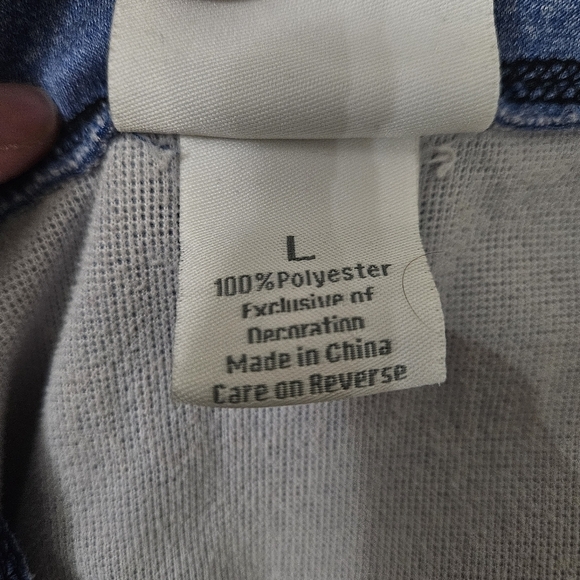 L
100% Polyester
Exclusive of
Decoration
Made in China
Care on Reverse